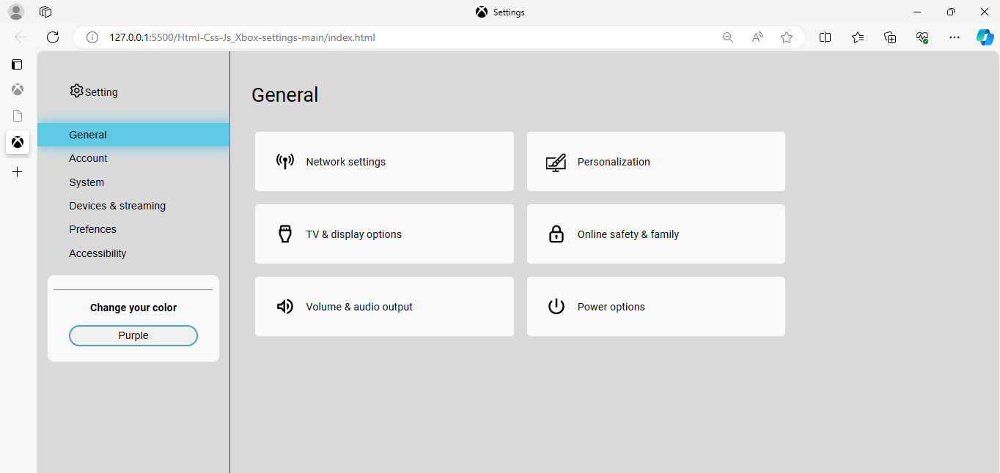 Settings
127.0.0.1:5500/Html-Css-Js_Xbox-settings-main/index.html
Setting
General
Account
System
Devices & streaming
Prefences
Accessibility
Change your color
Purple
General
Network settings
Personalization
TV & display options
Online safety & family
Volume & audio output
Power options